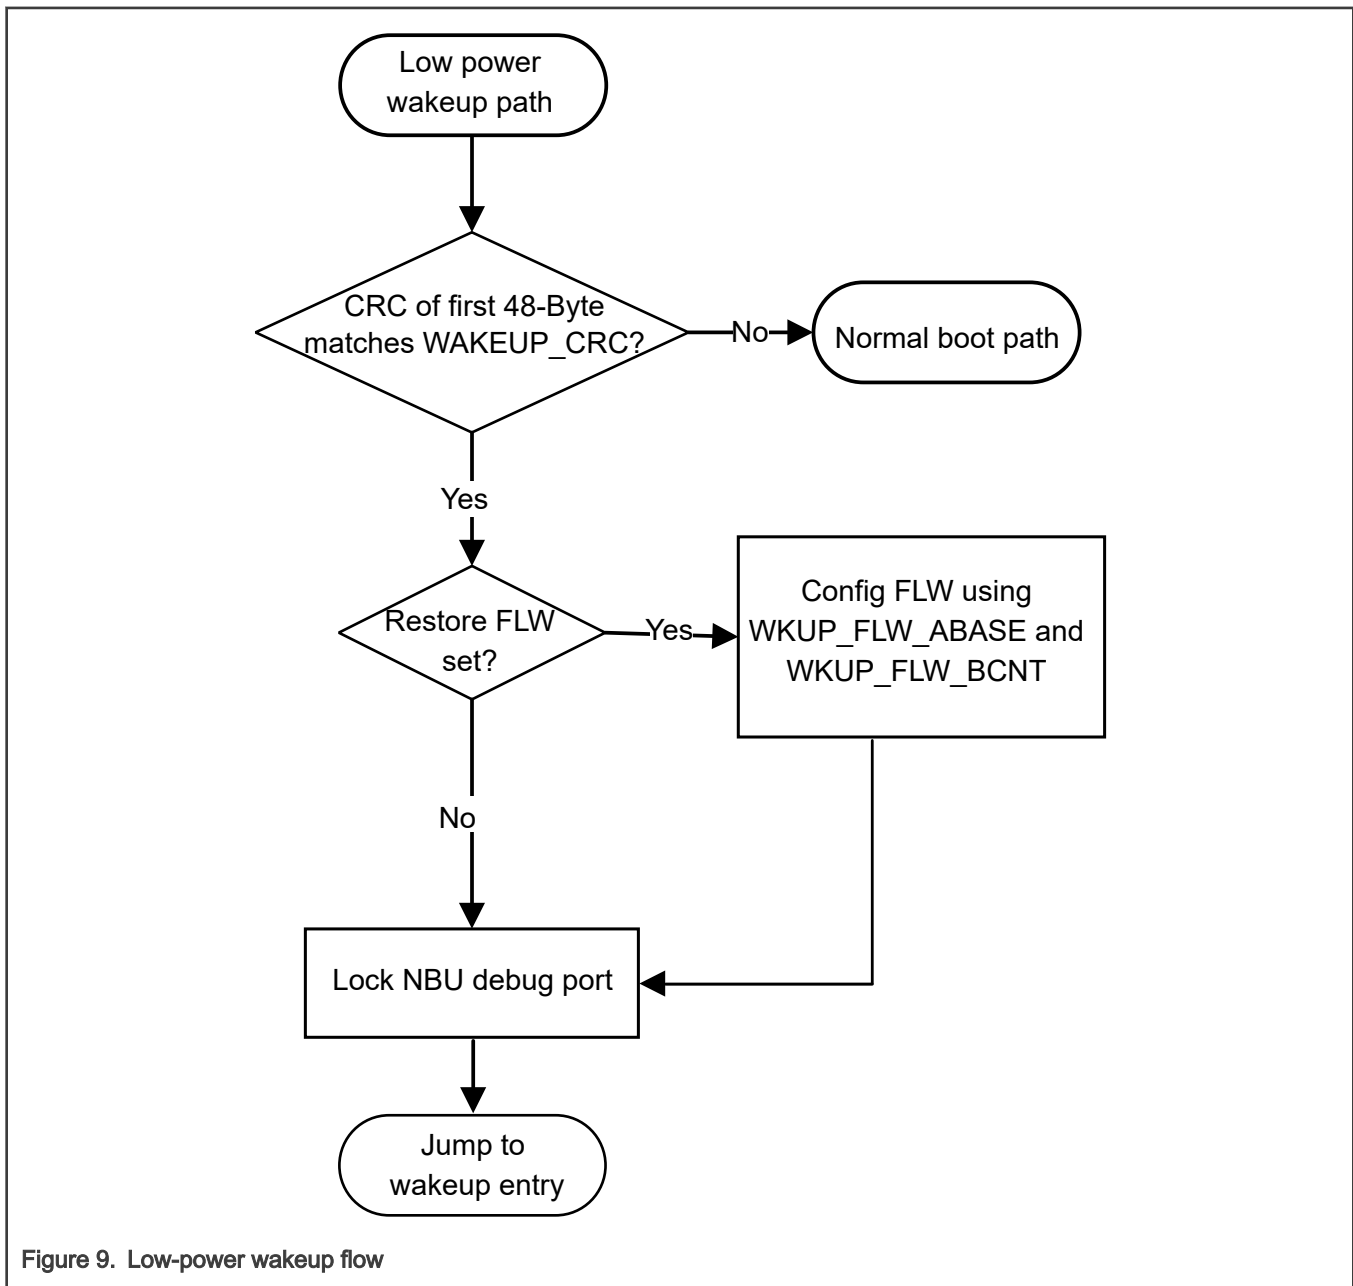 Low power
wakeup path
CRC of first 48-Byte
matches WAKEUP_CRC?
No
Normal boot path
Yes
Restore FLW
set?
Yes
Config FLW using
WKUP_FLW_ABASE and
WKUP_FLW_BCNT
No
Lock NBU debug port
Jump to
wakeup entry
Figure 9. Low-power wakeup flow